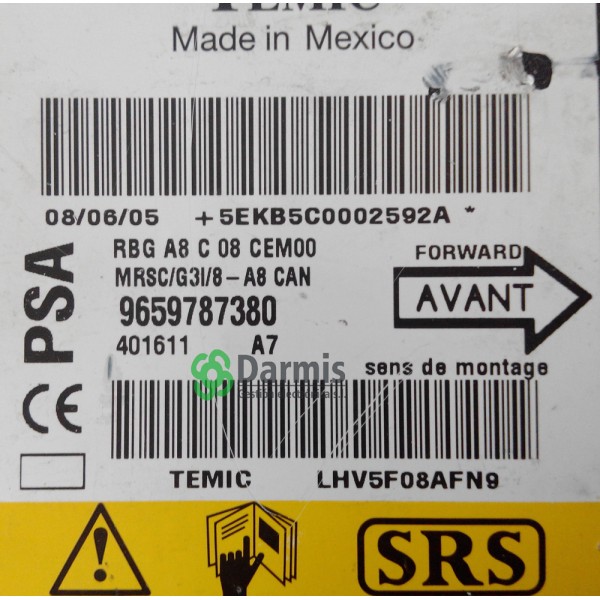 TEMIC
Made in Mexico
08/06/05 +5EKB5C0002592A *
PSA
RBG A8 C 08 CEM00
MRSC/G3I/8-A8 CAN
9659787380
401611 A7
FORWARD
AVANT
sens de montage
Darmis
CE
TEMIC LHV5F08AFN9
SRS